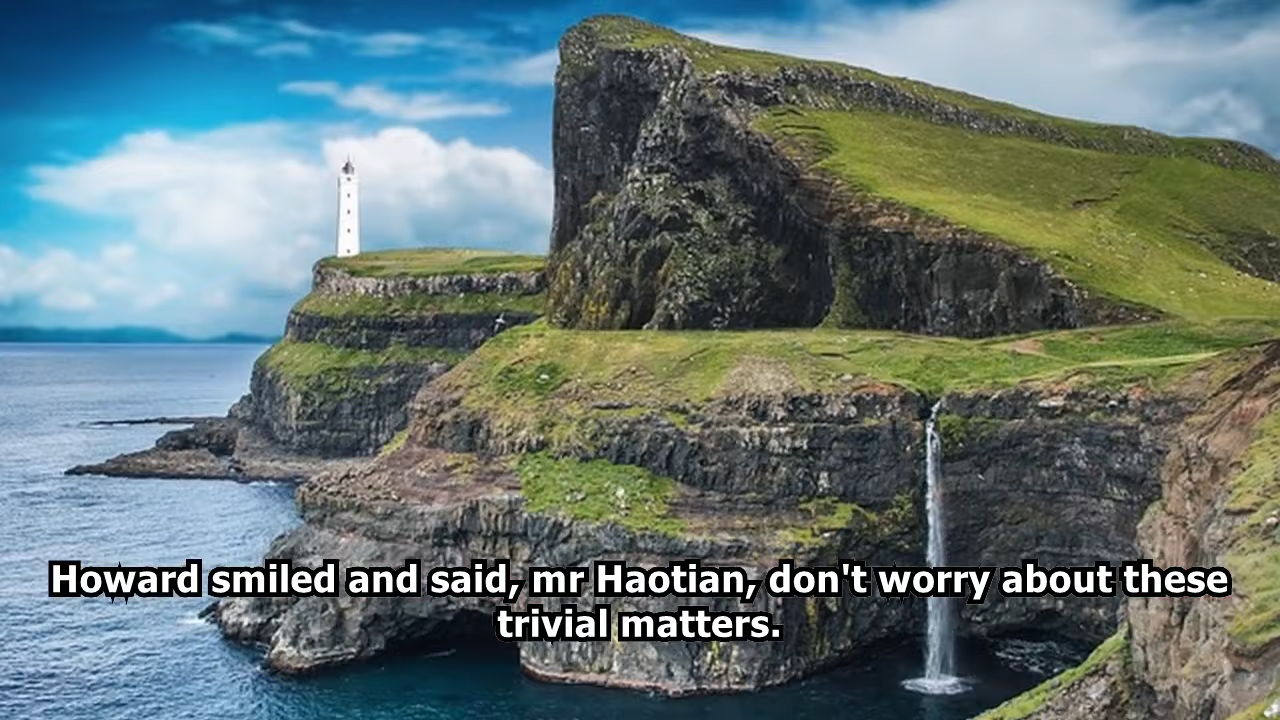 Howard smiled and said, mr Haotian, don't worry about these
trivial matters.